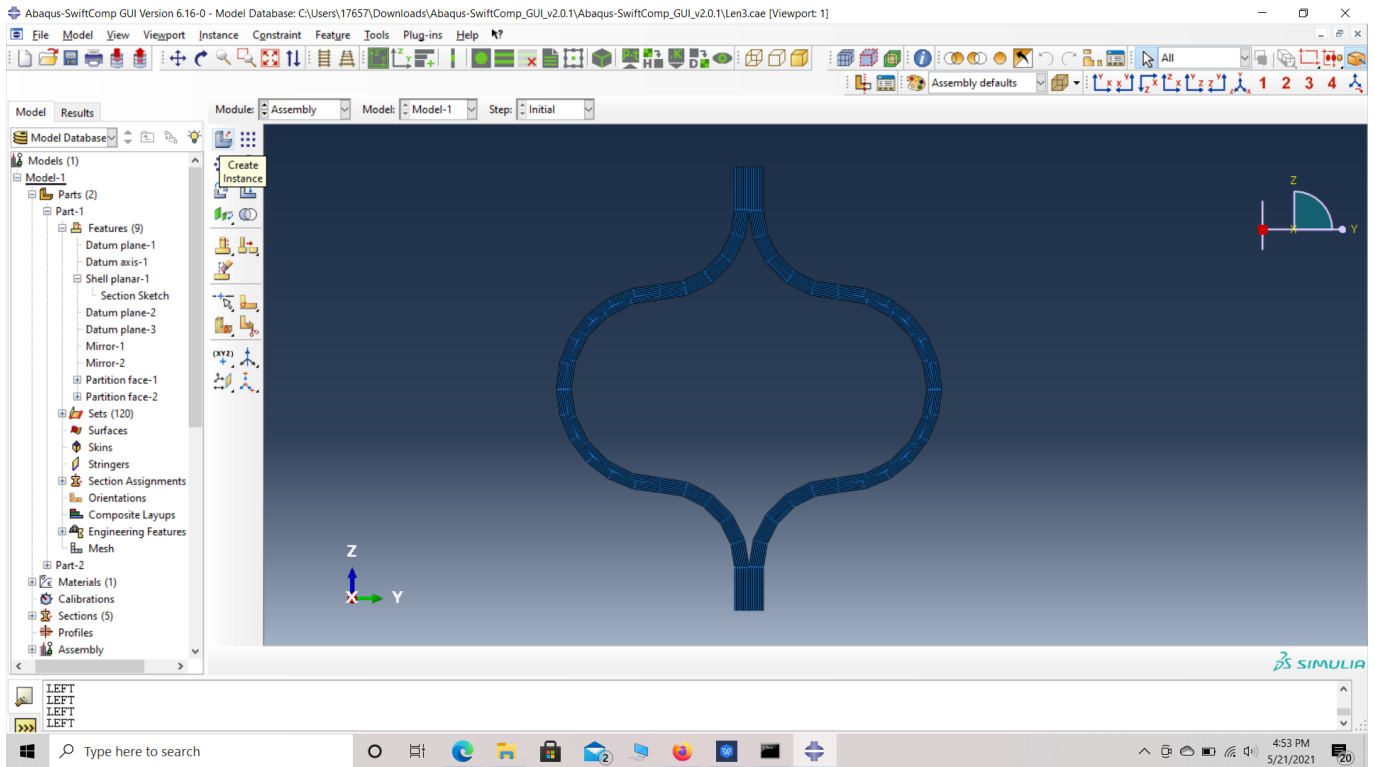 Abaqus-SwiftComp GUI Version 6.16-0 - Model Database: C:\Users\17657\Downloads\Abaqus-SwiftComp_GUI_v2.0.1\Abaqus-SwiftComp_GUI_v2.0.1\Len3.cae [Viewport: 1]
File Model View Viewport Instance Constraint Feature Tools Plug-ins Help
All
Assembly defaults
1 2 3 4
Model Results
Module: Assembly Model: Model-1 Step: Initial
Model Database
Models (1)
Model-1
Parts (2)
Part-1
Features (9)
Datum plane-1
Datum axis-1
Shell planar-1
Section Sketch
Datum plane-2
Datum plane-3
Mirror-1
Mirror-2
Partition face-1
Partition face-2
Sets (120)
Surfaces
Skins
Stringers
Section Assignments
Orientations
Composite Layups
Engineering Features
Mesh
Part-2
Materials (1)
Calibrations
Sections (5)
Profiles
Assembly
Create
Instance
(XYZ)
Z
X
Y
Z
X
Y
SIMULIA
LEFT
LEFT
LEFT
LEFT
>>>
Type here to search
2
W
4:53 PM
5/21/2021
20